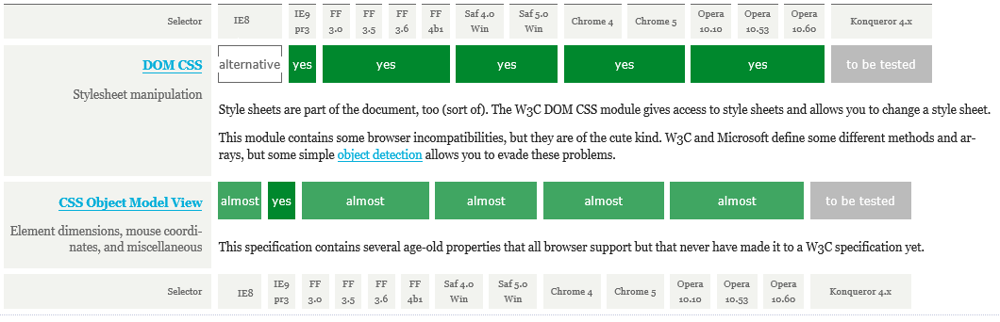 Selector IE8 IE9 pr3 FF 3.0 FF 3.5 FF 3.6 FF 4b1 Saf 4.0 Win Saf 5.0 Win Chrome 4 Chrome 5 Opera 10.10 Opera 10.53 Opera 10.60 Konqueror 4.x
DOM CSS alternative yes yes yes yes yes to be tested
Stylesheet manipulation
Style sheets are part of the document, too (sort of). The W3C DOM CSS module gives access to style sheets and allows you to change a style sheet.
This module contains some browser incompatibilities, but they are of the cute kind. W3C and Microsoft define some different methods and ar-
rays, but some simple object detection allows you to evade these problems.
CSS Object Model View almost yes almost almost almost almost to be tested
Element dimensions, mouse coordi-
nates, and miscellaneous
This specification contains several age-old properties that all browser support but that never have made it to a W3C specification yet.
Selector IE8 IE9 pr3 FF 3.0 FF 3.5 FF 3.6 FF 4b1 Saf 4.0 Win Saf 5.0 Win Chrome 4 Chrome 5 Opera 10.10 Opera 10.53 Opera 10.60 Konqueror 4.x